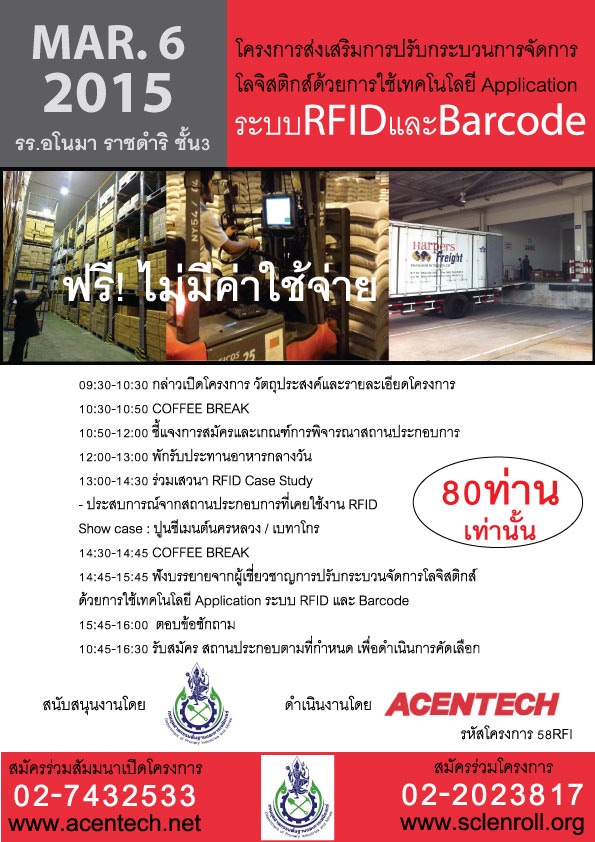 MAR. 6
2015
รร.อโนมา ราชดำริ ชั้น3
โครงการส่งเสริมการปรับกระบวนการจัดการ
โลจิสติกส์ด้วยการใช้เทคโนโลยี Application
ระบบRFIDและBarcode
Harpers
Freight
ฟรี! ไม่มีค่าใช้จ่าย
09:30-10:30 กล่าวเปิดโครงการ วัตถุประสงค์และรายละเอียดโครงการ
10:30-10:50 COFFEE BREAK
10:50-12:00 ชี้แจงการสมัครและเกณฑ์การพิจารณาสถานประกอบการ
12:00-13:00 พักรับประทานอาหารกลางวัน
13:00-14:30 ร่วมเสวนา RFID Case Study
- ประสบการณ์จากสถานประกอบการที่เคยใช้งาน RFID
Show case : ปูนซีเมนต์นครหลวง / เบทาโกร
14:30-14:45 COFFEE BREAK
14:45-15:45 ฟังบรรยายจากผู้เชี่ยวชาญการปรับกระบวนจัดการโลจิสติกส์
ด้วยการใช้เทคโนโลยี Application ระบบ RFID และ Barcode
15:45-16:00 ตอบข้อซักถาม
10:45-16:30 รับสมัคร สถานประกอบตามที่กำหนด เพื่อดำเนินการคัดเลือก
80ท่าน
เท่านั้น
สนับสนุนงานโดย
ดำเนินงานโดย ACENTECH
รหัสโครงการ 58RFI
สมัครร่วมสัมมนาเปิดโครงการ
02-7432533
www.acentech.net
สมัครร่วมโครงการ
02-2023817
www.sclenroll.org